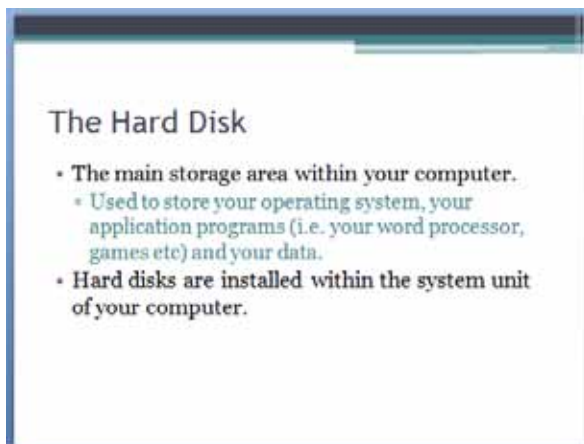 The Hard Disk
• The main storage area within your computer.
▫ Used to store your operating system, your
application programs (i.e. your word processor,
games etc) and your data.
• Hard disks are installed within the system unit
of your computer.